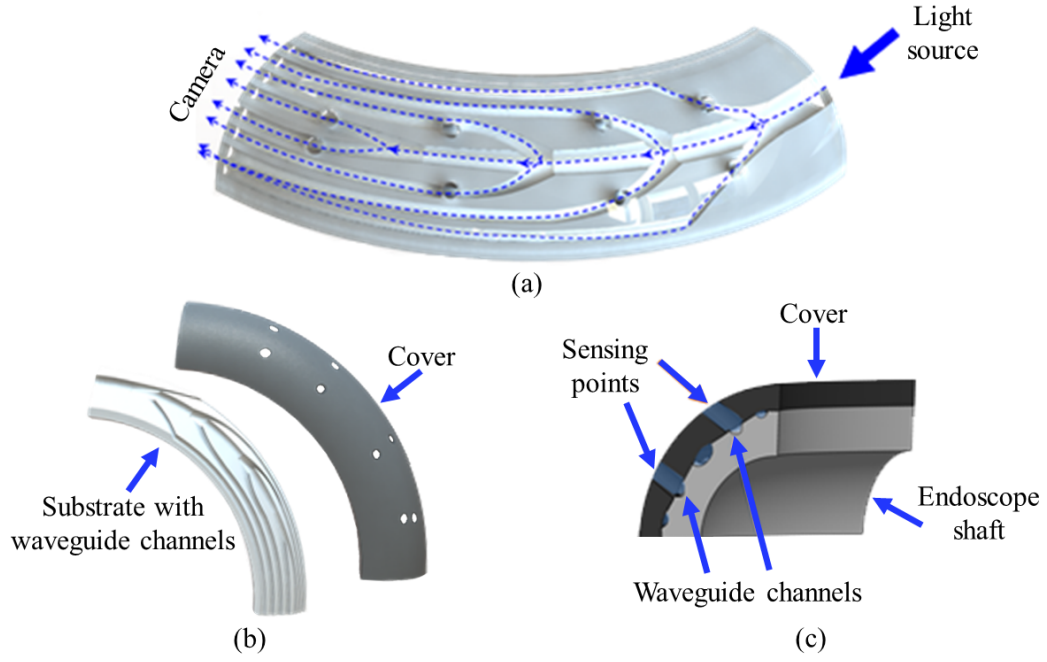 Light
source
Camera
(a)
Cover
Substrate with
waveguide channels
(b)
Cover
Sensing
points
Endoscope
shaft
Waveguide channels
(c)